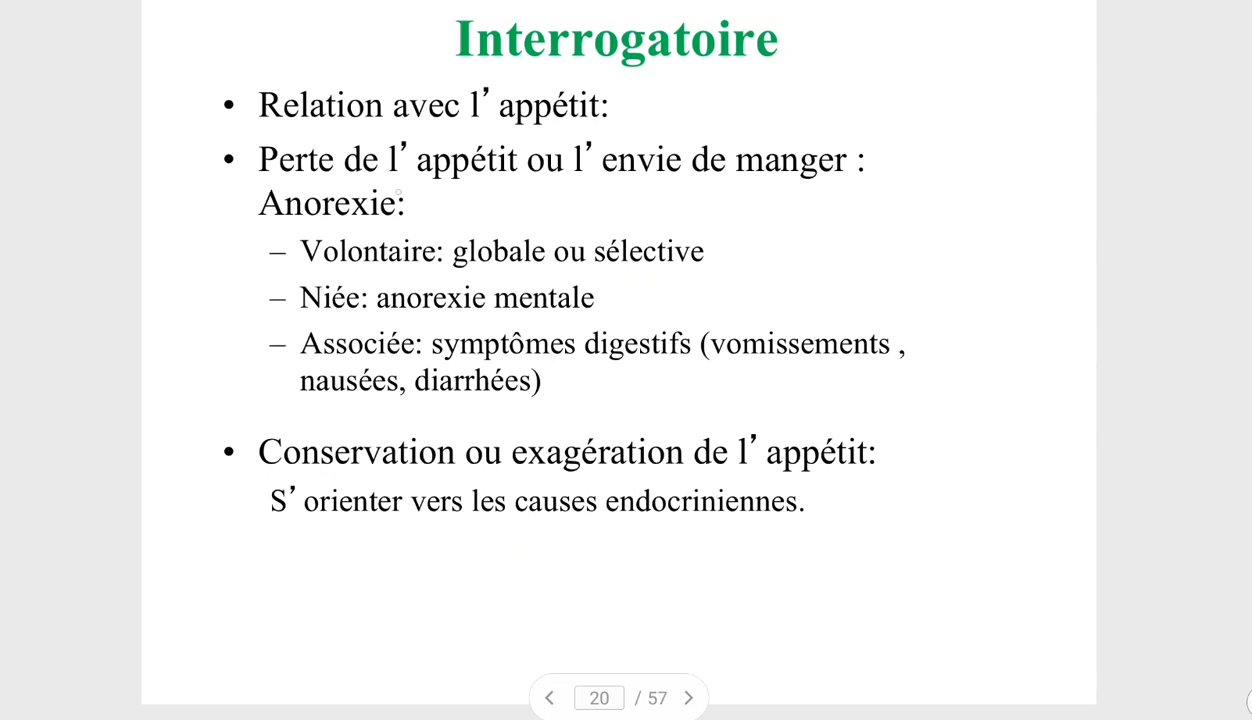 Interrogatoire
• Relation avec l’appétit:
• Perte de l’appétit ou l’envie de manger :
Anorexie:
– Volontaire: globale ou sélective
– Niée: anorexie mentale
– Associée: symptômes digestifs (vomissements ,
nausées, diarrhées)
• Conservation ou exagération de l’appétit:
S’orienter vers les causes endocriniennes.
20 / 57